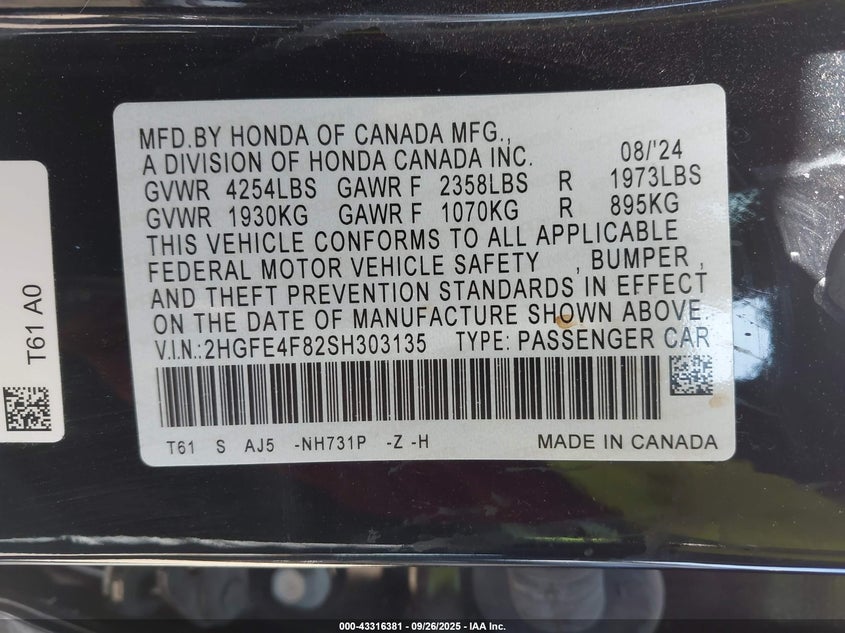 MFD.BY HONDA OF CANADA MFG.,
A DIVISION OF HONDA CANADA INC. 08/'24
GVWR 4254LBS GAWR F 2358LBS R 1973LBS
GVWR 1930KG GAWR F 1070KG R 895KG
THIS VEHICLE CONFORMS TO ALL APPLICABLE
FEDERAL MOTOR VEHICLE SAFETY , BUMPER ,
AND THEFT PREVENTION STANDARDS IN EFFECT
ON THE DATE OF MANUFACTURE SHOWN ABOVE.
V.I.N.:2HGFE4F82SH303135 TYPE: PASSENGER CAR
T61 S AJ5 -NH731P -Z -H MADE IN CANADA
T61 A0
000-43316381 - 09/26/2025 - IAA Inc.